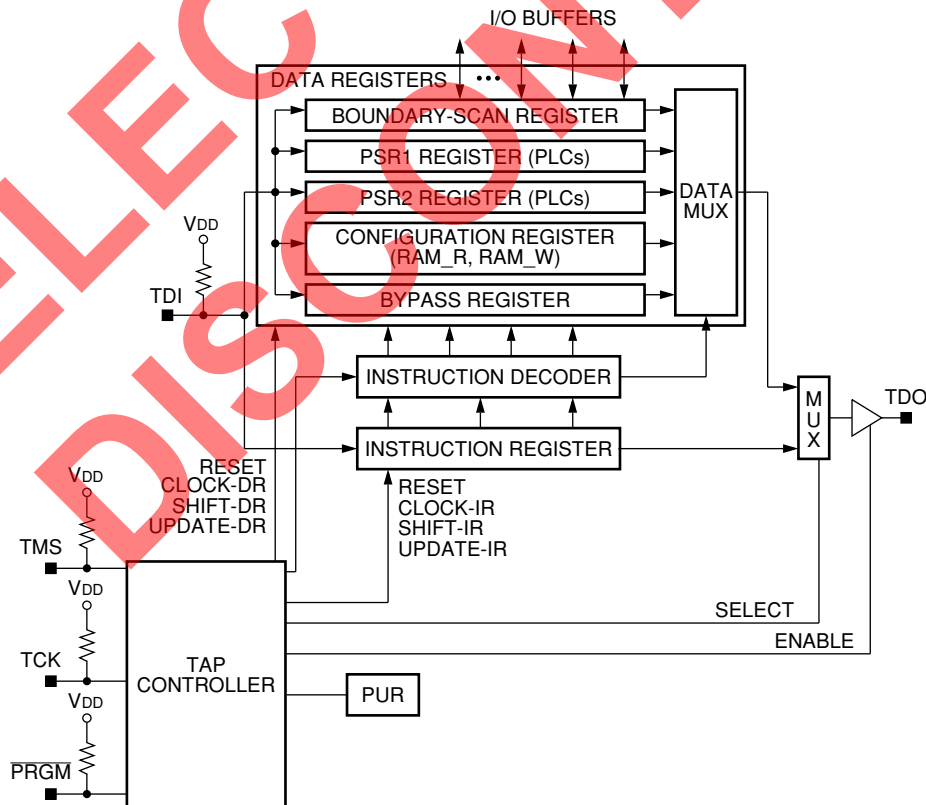 I/O BUFFERS
DATA REGISTERS
BOUNDARY-SCAN REGISTER
PSR1 REGISTER (PLCs)
PSR2 REGISTER (PLCs)
DATA
MUX
CONFIGURATION REGISTER
(RAM_R, RAM_W)
BYPASS REGISTER
VDD
TDI
INSTRUCTION DECODER
MUX
TDO
INSTRUCTION REGISTER
RESET
CLOCK-DR
SHIFT-DR
UPDATE-DR
RESET
CLOCK-IR
SHIFT-IR
UPDATE-IR
VDD
TMS
VDD
TCK
VDD
PRGM
TAP
CONTROLLER
SELECT
ENABLE
PUR
ELEC
DISCON